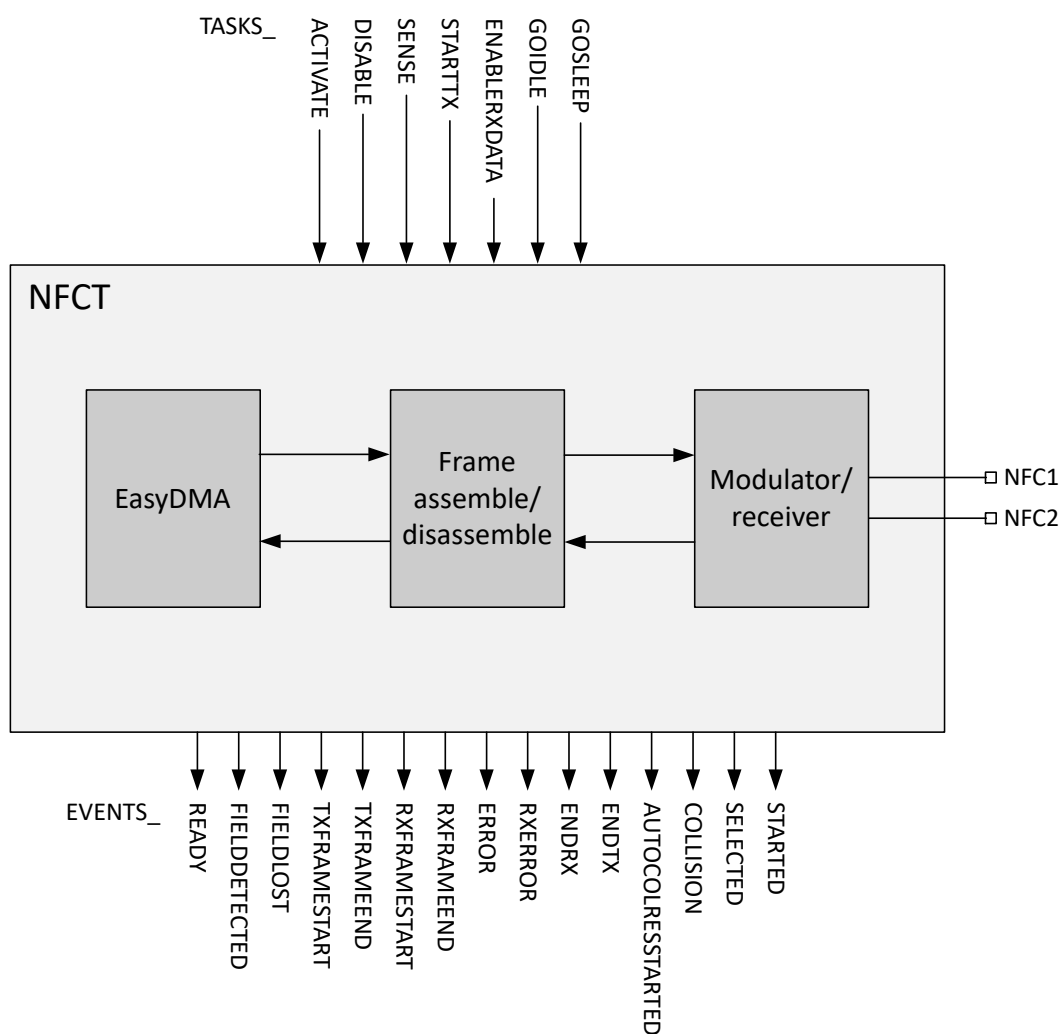 TASKS_
ACTIVATE
DISABLE
SENSE
STARTTX
ENABLERXDATA
GOIDLE
GOSLEEP
NFCT
EasyDMA
Frame
assemble/
disassemble
Modulator/
receiver
NFC1
NFC2
EVENTS_
READY
FIELDDETECTED
FIELDLOST
TXFRAMESTART
TXFRAMEEND
RXFRAMESTART
RXFRAMEEND
ERROR
RXERROR
ENDRX
ENDTX
AUTOCOLRESSTARTED
COLLISION
SELECTED
STARTED